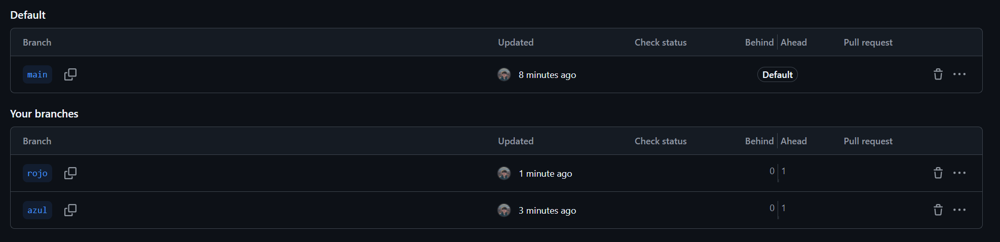 Default
Branch Updated Check status Behind Ahead Pull request
main 8 minutes ago Default
Your branches
Branch Updated Check status Behind Ahead Pull request
rojo 1 minute ago 0 1
azul 3 minutes ago 0 1